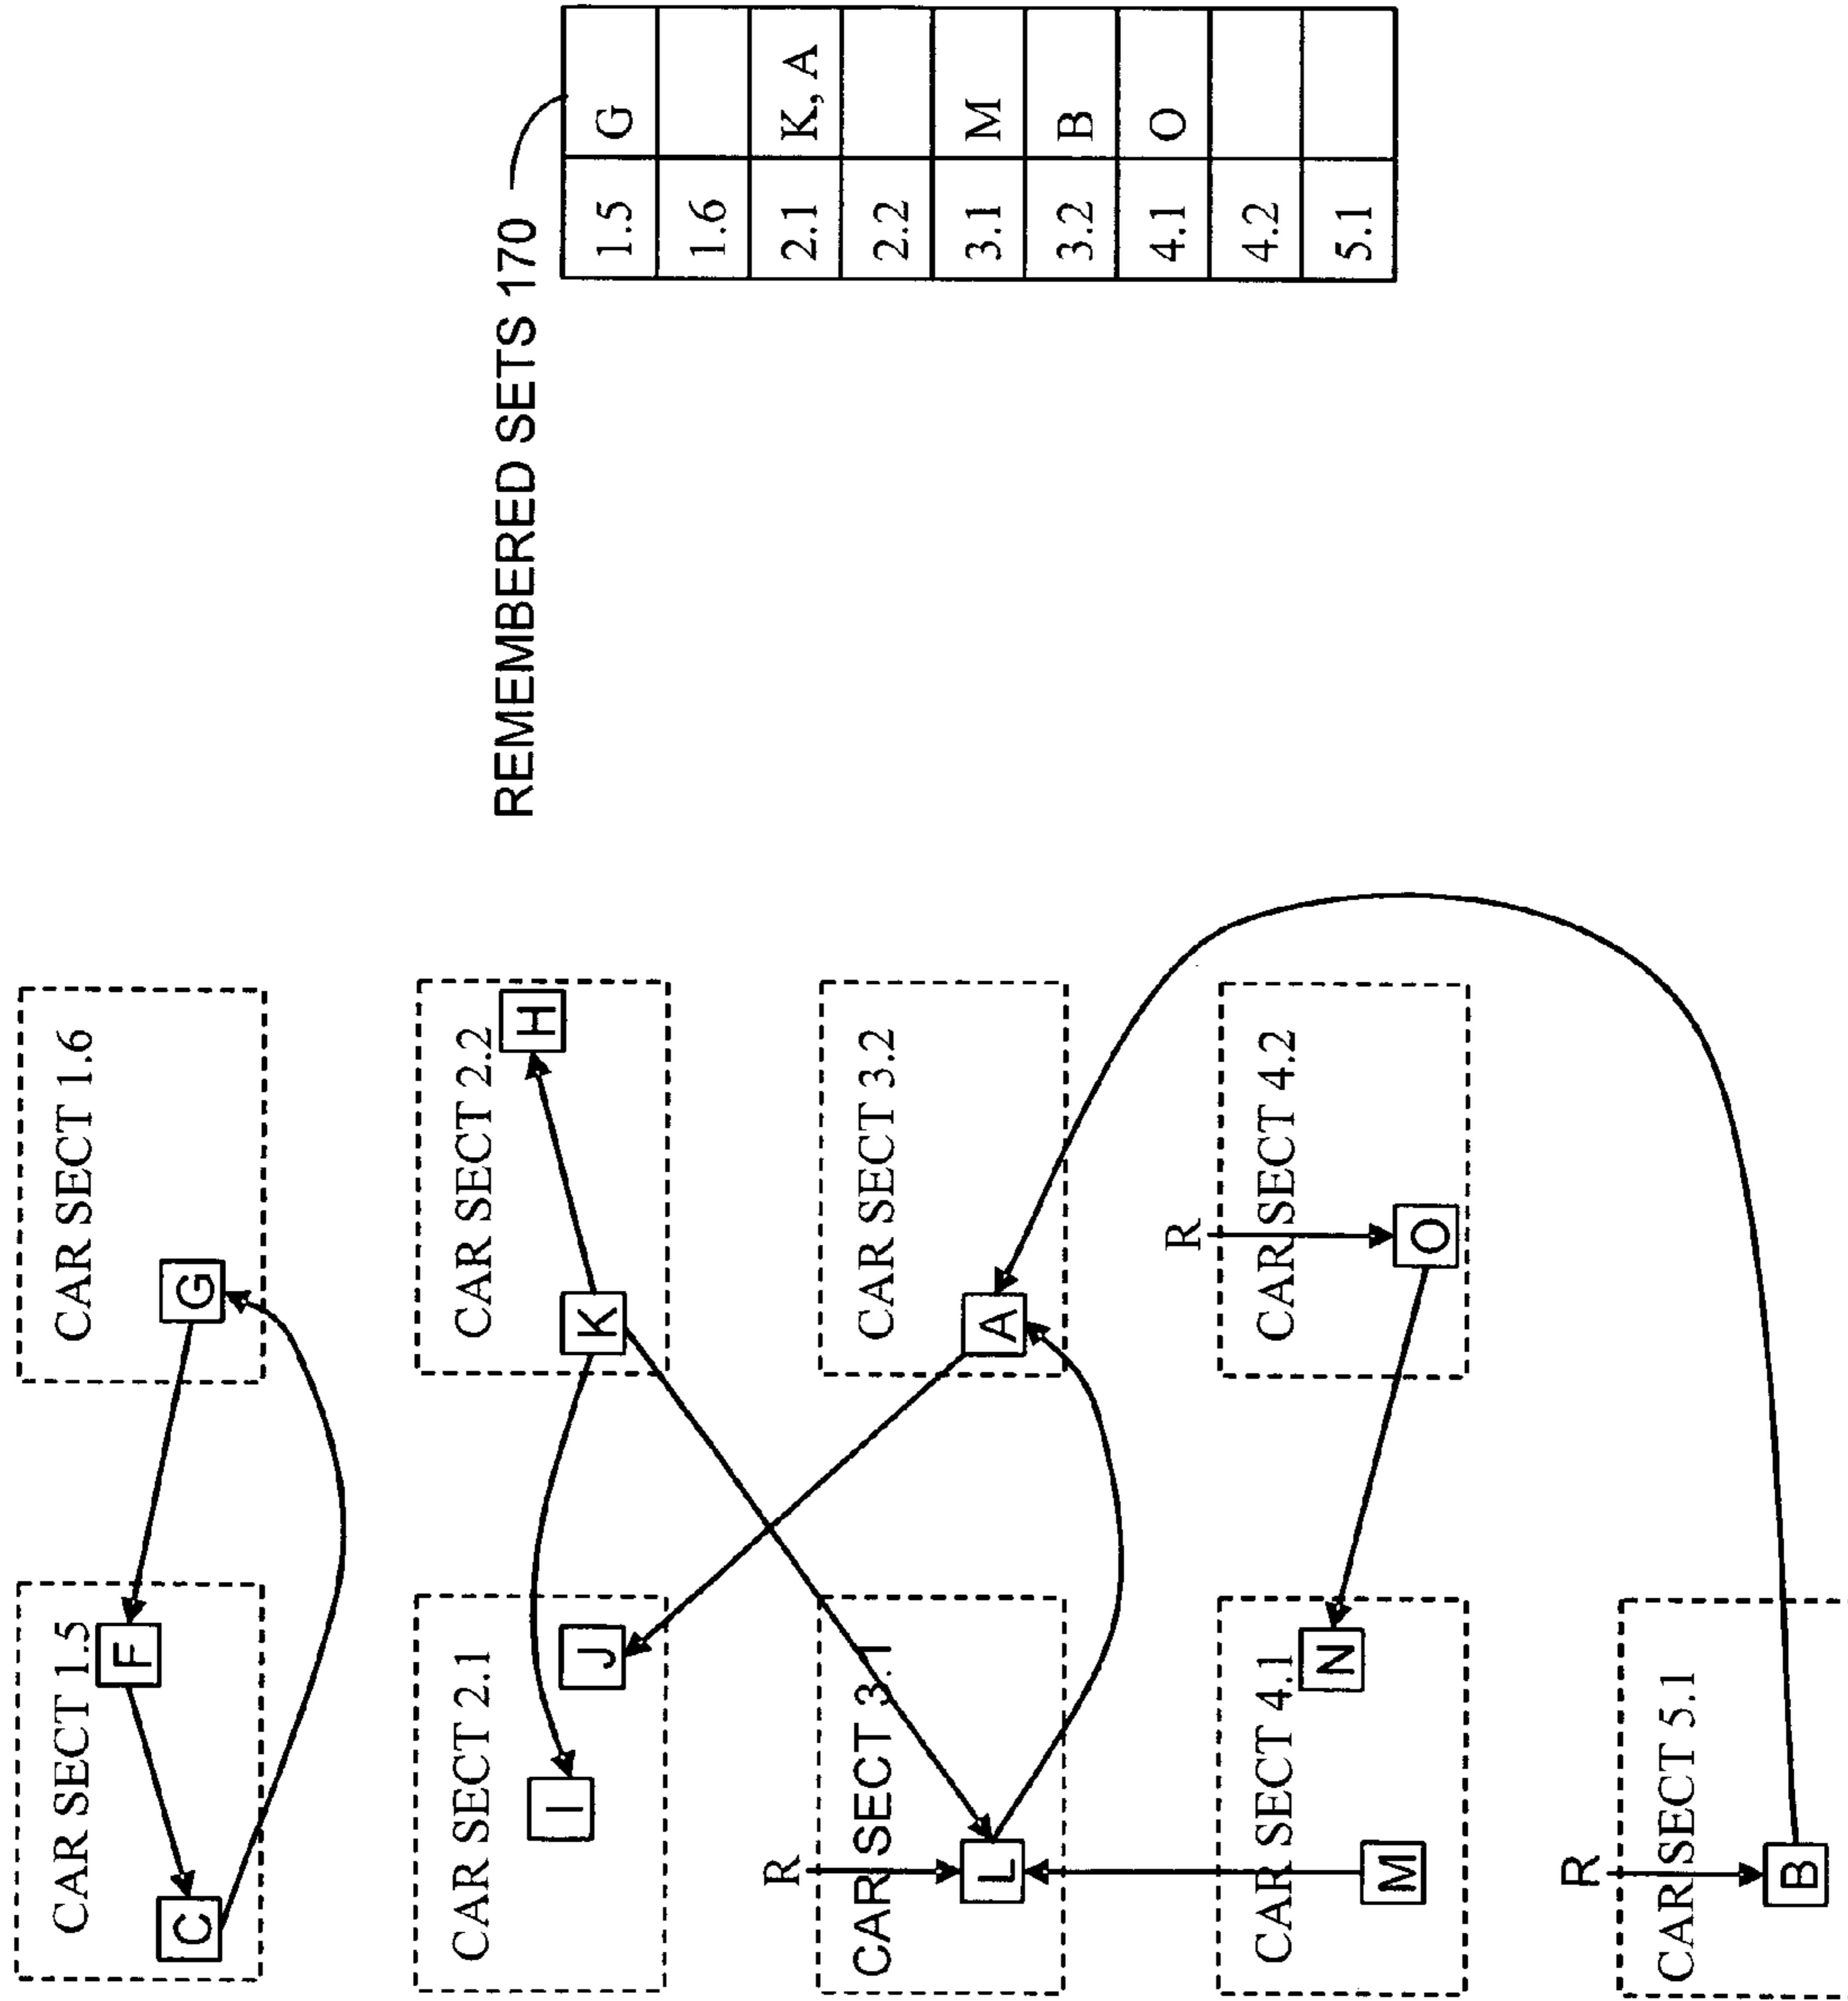 CAR SECT 1.5
F
C
CAR SECT 1.6
G
CAR SECT 2.1
I
J
CAR SECT 2.2
K
H
R
CAR SECT 3.1
L
CAR SECT 3.2
A
CAR SECT 4.1
N
M
R
CAR SECT 4.2
O
R
CAR SECT 5.1
B
REMEMBERED SETS 170
1.5 G
1.6
2.1 K, A
2.2
3.1 M
3.2 B
4.1 O
4.2
5.1